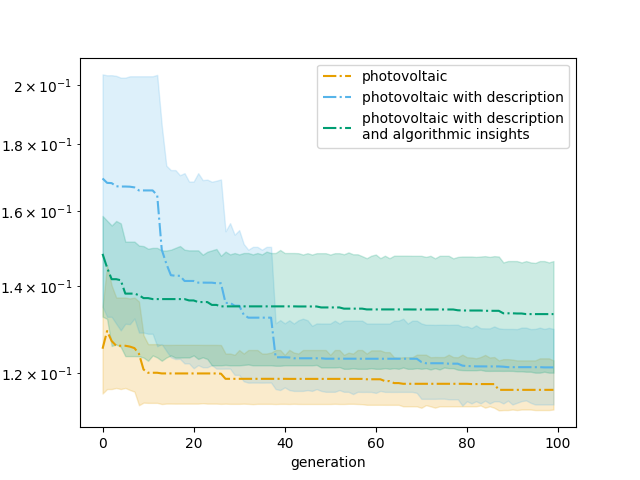 photovoltaic
photovoltaic with description
photovoltaic with description
and algorithmic insights
2 × 10⁻¹
1.8 × 10⁻¹
1.6 × 10⁻¹
1.4 × 10⁻¹
1.2 × 10⁻¹
0 20 40 60 80 100
generation